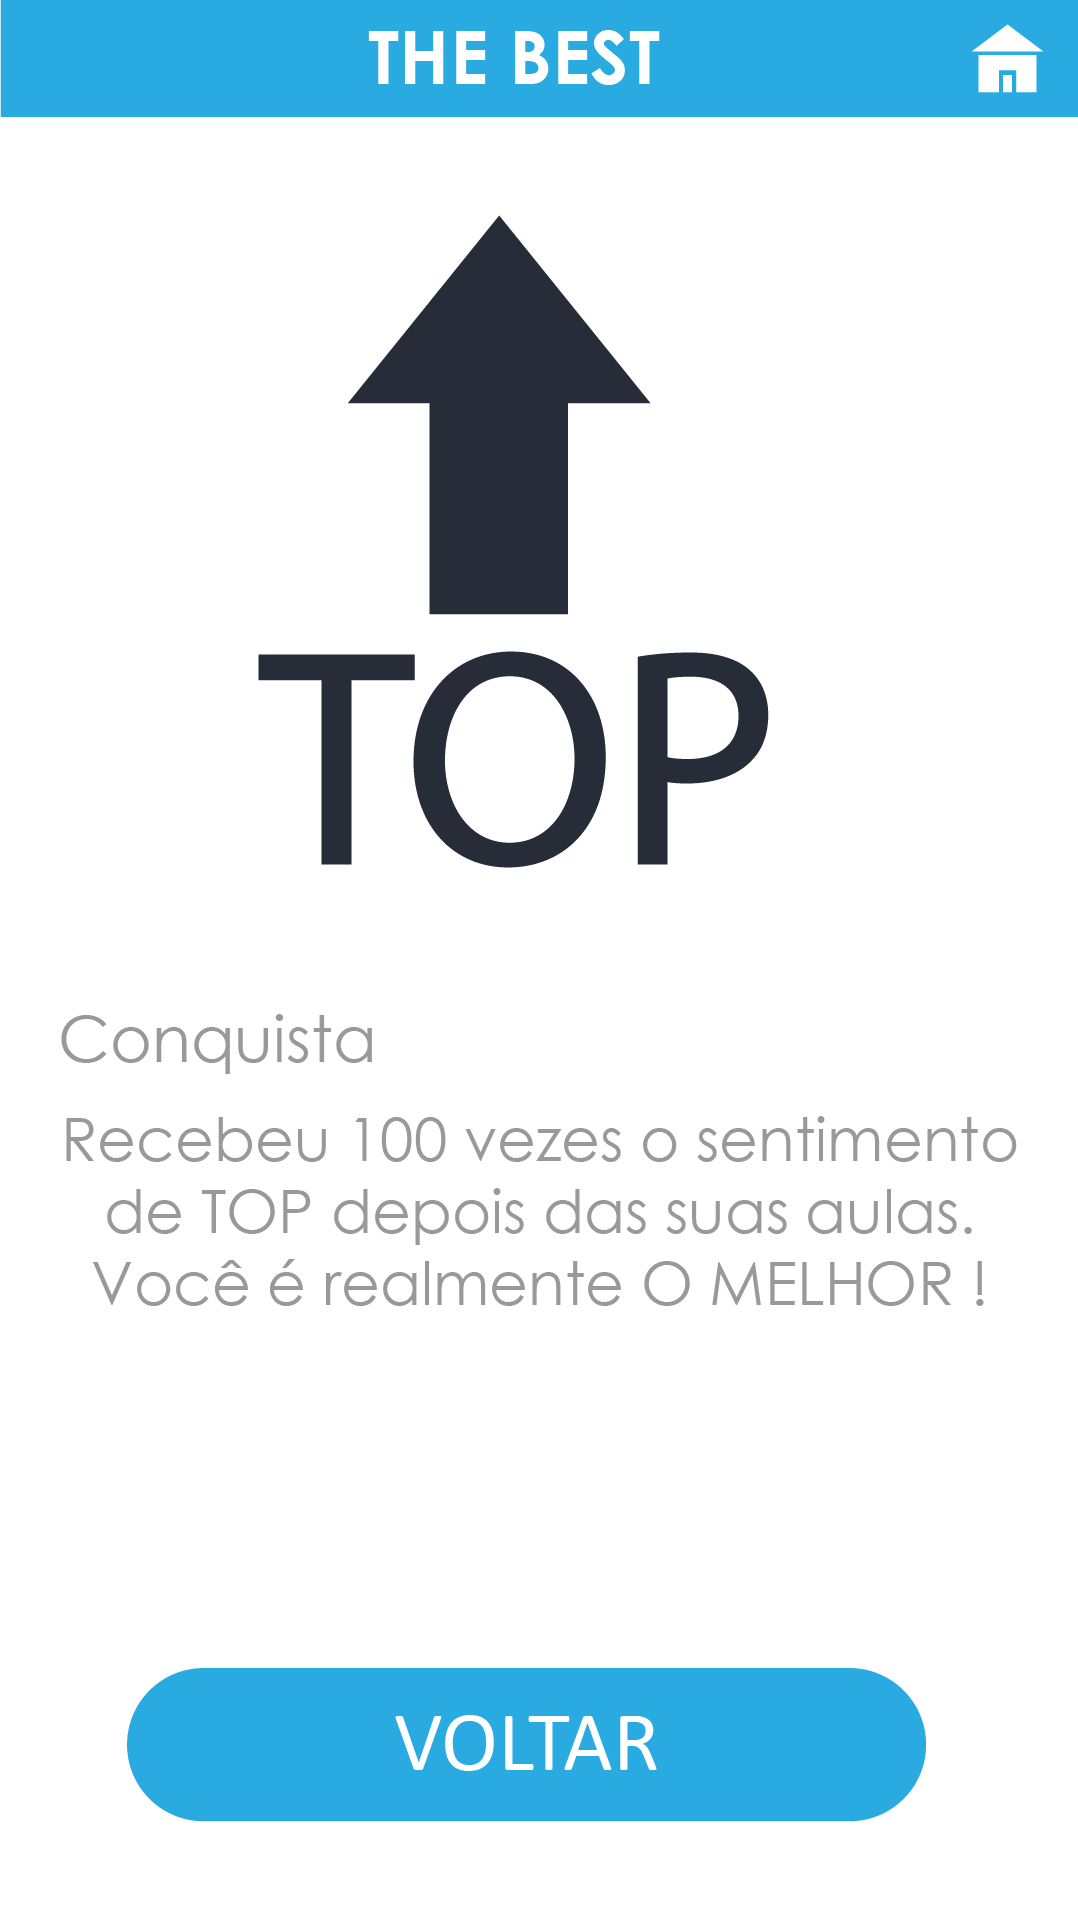 THE BEST
TOP
Conquista
Recebeu 100 vezes o sentimento
de TOP depois das suas aulas.
Você é realmente O MELHOR !
VOLTAR